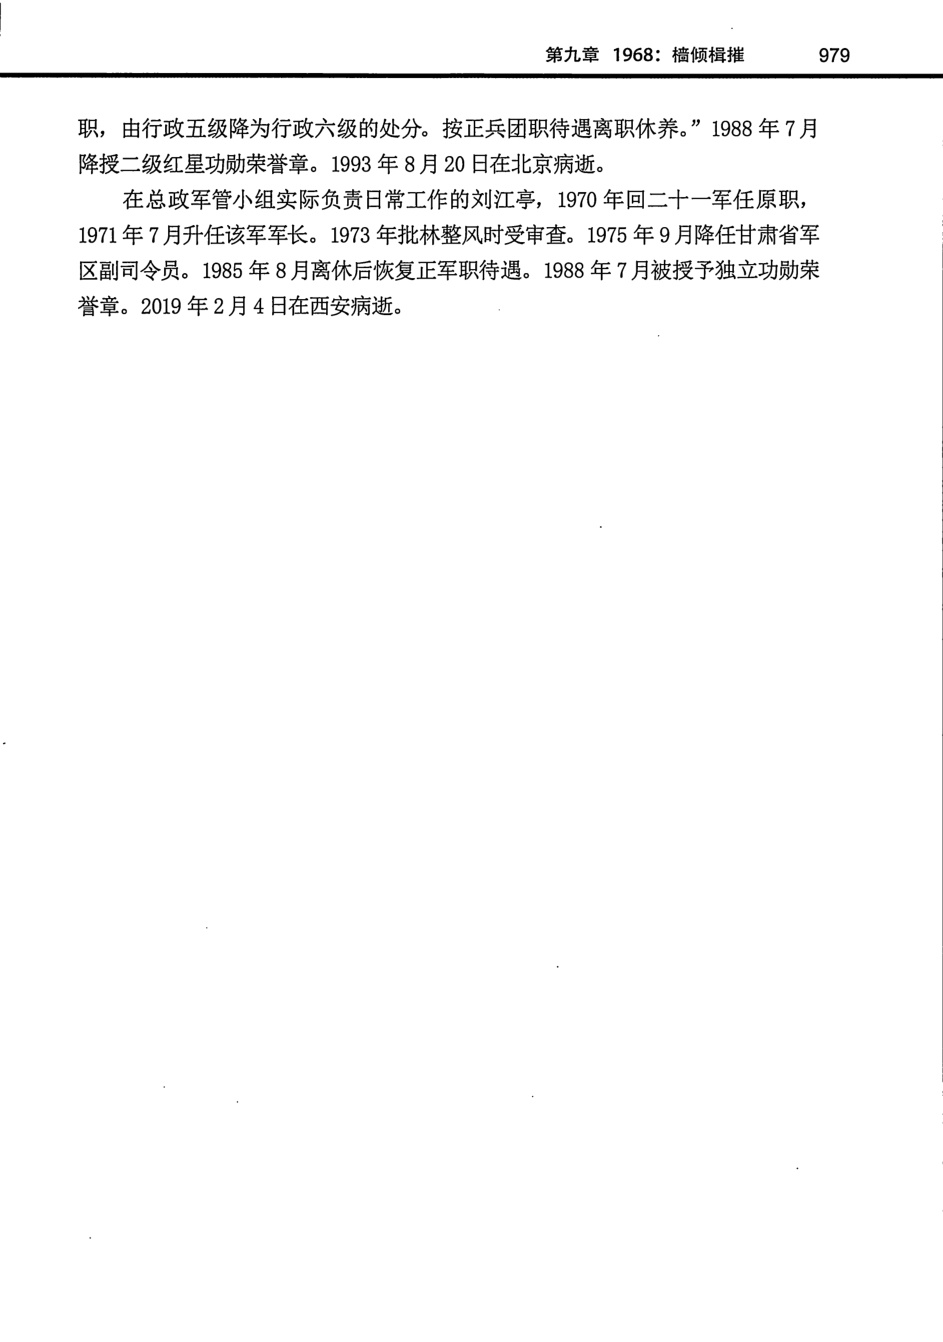 第九章 1968：樯倾楫摧 979
职，由行政五级降为行政六级的处分。按正兵团职待遇离职休养。”1988 年 7 月
降授二级红星功勋荣誉章。1993 年 8 月 20 日在北京病逝。
在总政军管小组实际负责日常工作的刘江亭，1970 年回二十一军任原职，
1971 年 7 月升任该军军长。1973 年批林整风时受审查。1975 年 9 月降任甘肃省军
区副司令员。1985 年 8 月离休后恢复正军职待遇。1988 年 7 月被授予独立功勋荣
誉章。2019 年 2 月 4 日在西安病逝。